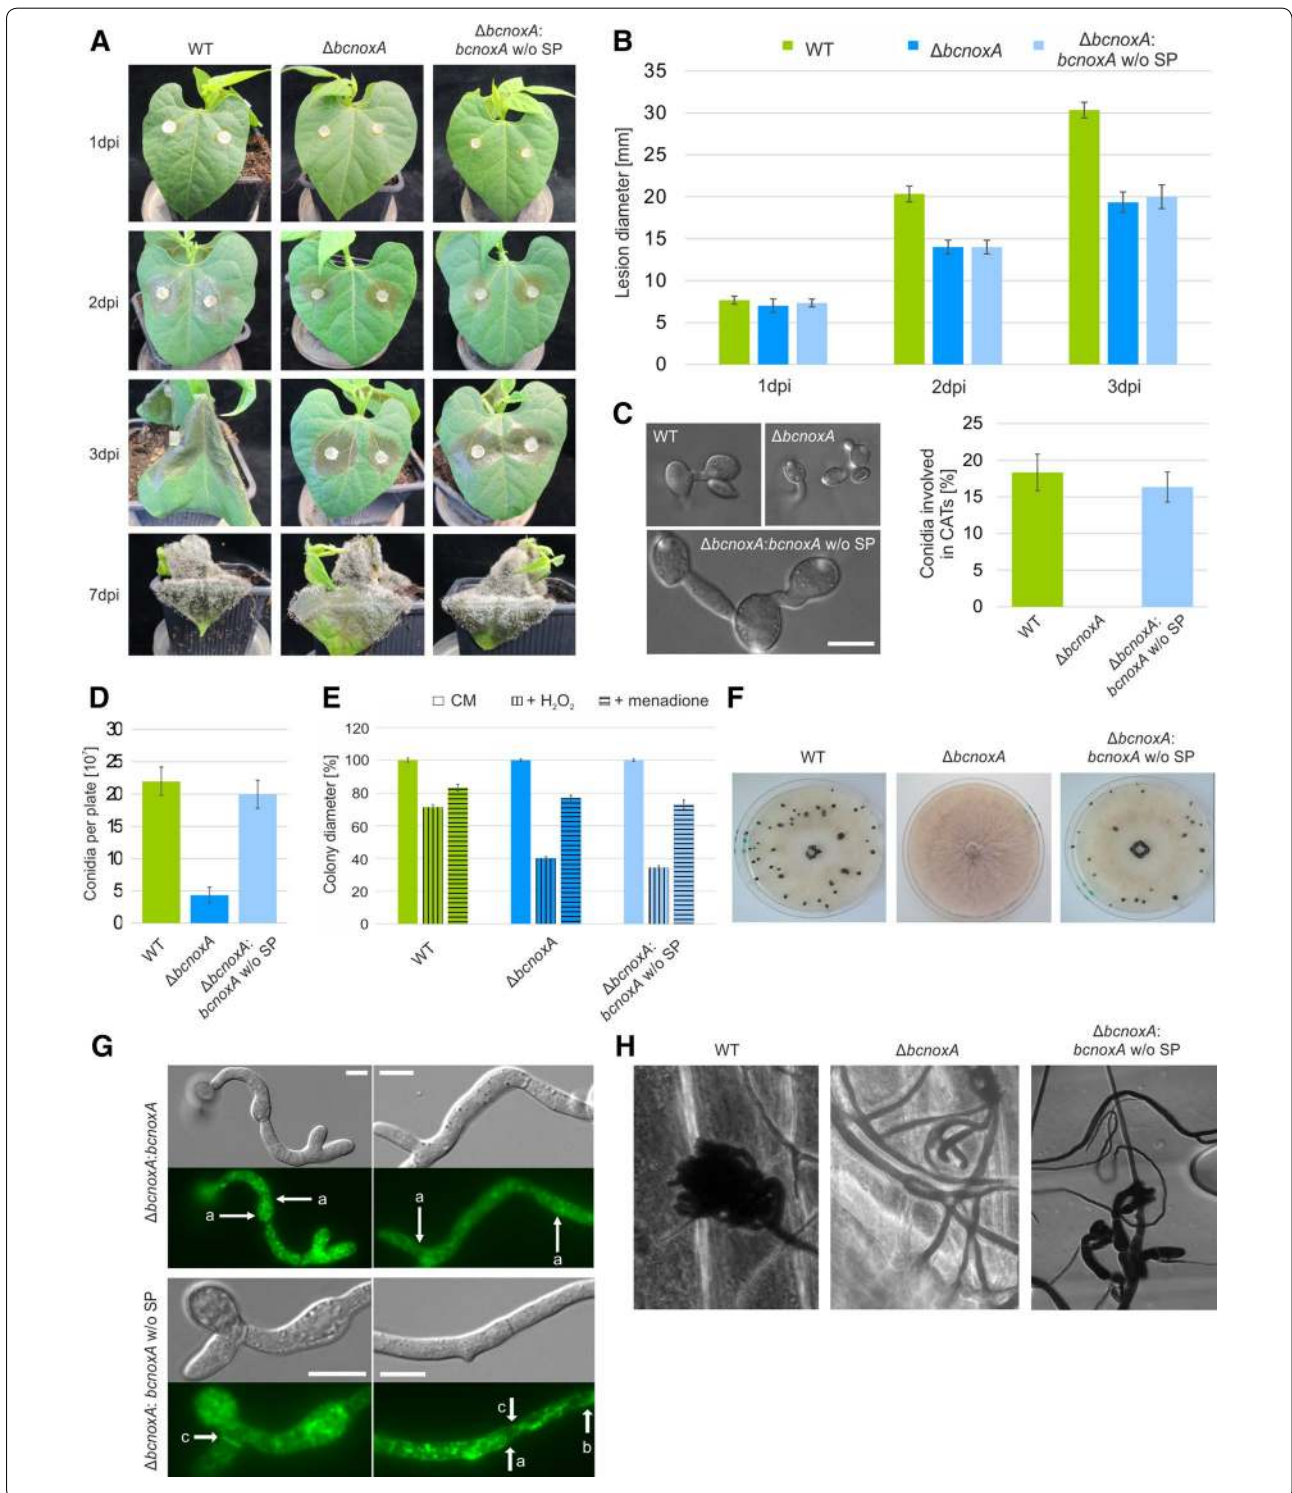 A
WT
ΔbcnoxA
ΔbcnoxA:
bcnoxA w/o SP
1dpi
2dpi
3dpi
7dpi
B
WT
ΔbcnoxA
ΔbcnoxA:
bcnoxA w/o SP
Lesion diameter [mm]
35
30
25
20
15
10
5
0
1dpi
2dpi
3dpi
C
WT
ΔbcnoxA
ΔbcnoxA:bcnoxA w/o SP
Conidia involved
in CATs [%]
25
20
15
10
5
0
WT
ΔbcnoxA
ΔbcnoxA:
bcnoxA w/o SP
D
Conidia per plate [10⁷]
30
25
20
15
10
5
0
WT
ΔbcnoxA
ΔbcnoxA:
bcnoxA w/o SP
E
CM
+ H₂O₂
+ menadione
Colony diameter [%]
120
100
80
60
40
20
0
WT
ΔbcnoxA
ΔbcnoxA:
bcnoxA w/o SP
F
WT
ΔbcnoxA
ΔbcnoxA:
bcnoxA w/o SP
G
ΔbcnoxA:bcnoxA
a
a
a
a
ΔbcnoxA: bcnoxA w/o SP
c
c
a
b
H
WT
ΔbcnoxA
ΔbcnoxA:
bcnoxA w/o SP